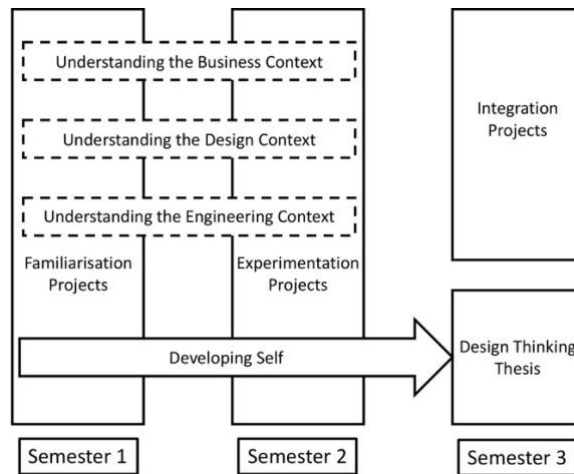 Understanding the Business Context
Understanding the Design Context
Understanding the Engineering Context
Familiarisation
Projects
Experimentation
Projects
Integration
Projects
Developing Self
Design Thinking
Thesis
Semester 1
Semester 2
Semester 3